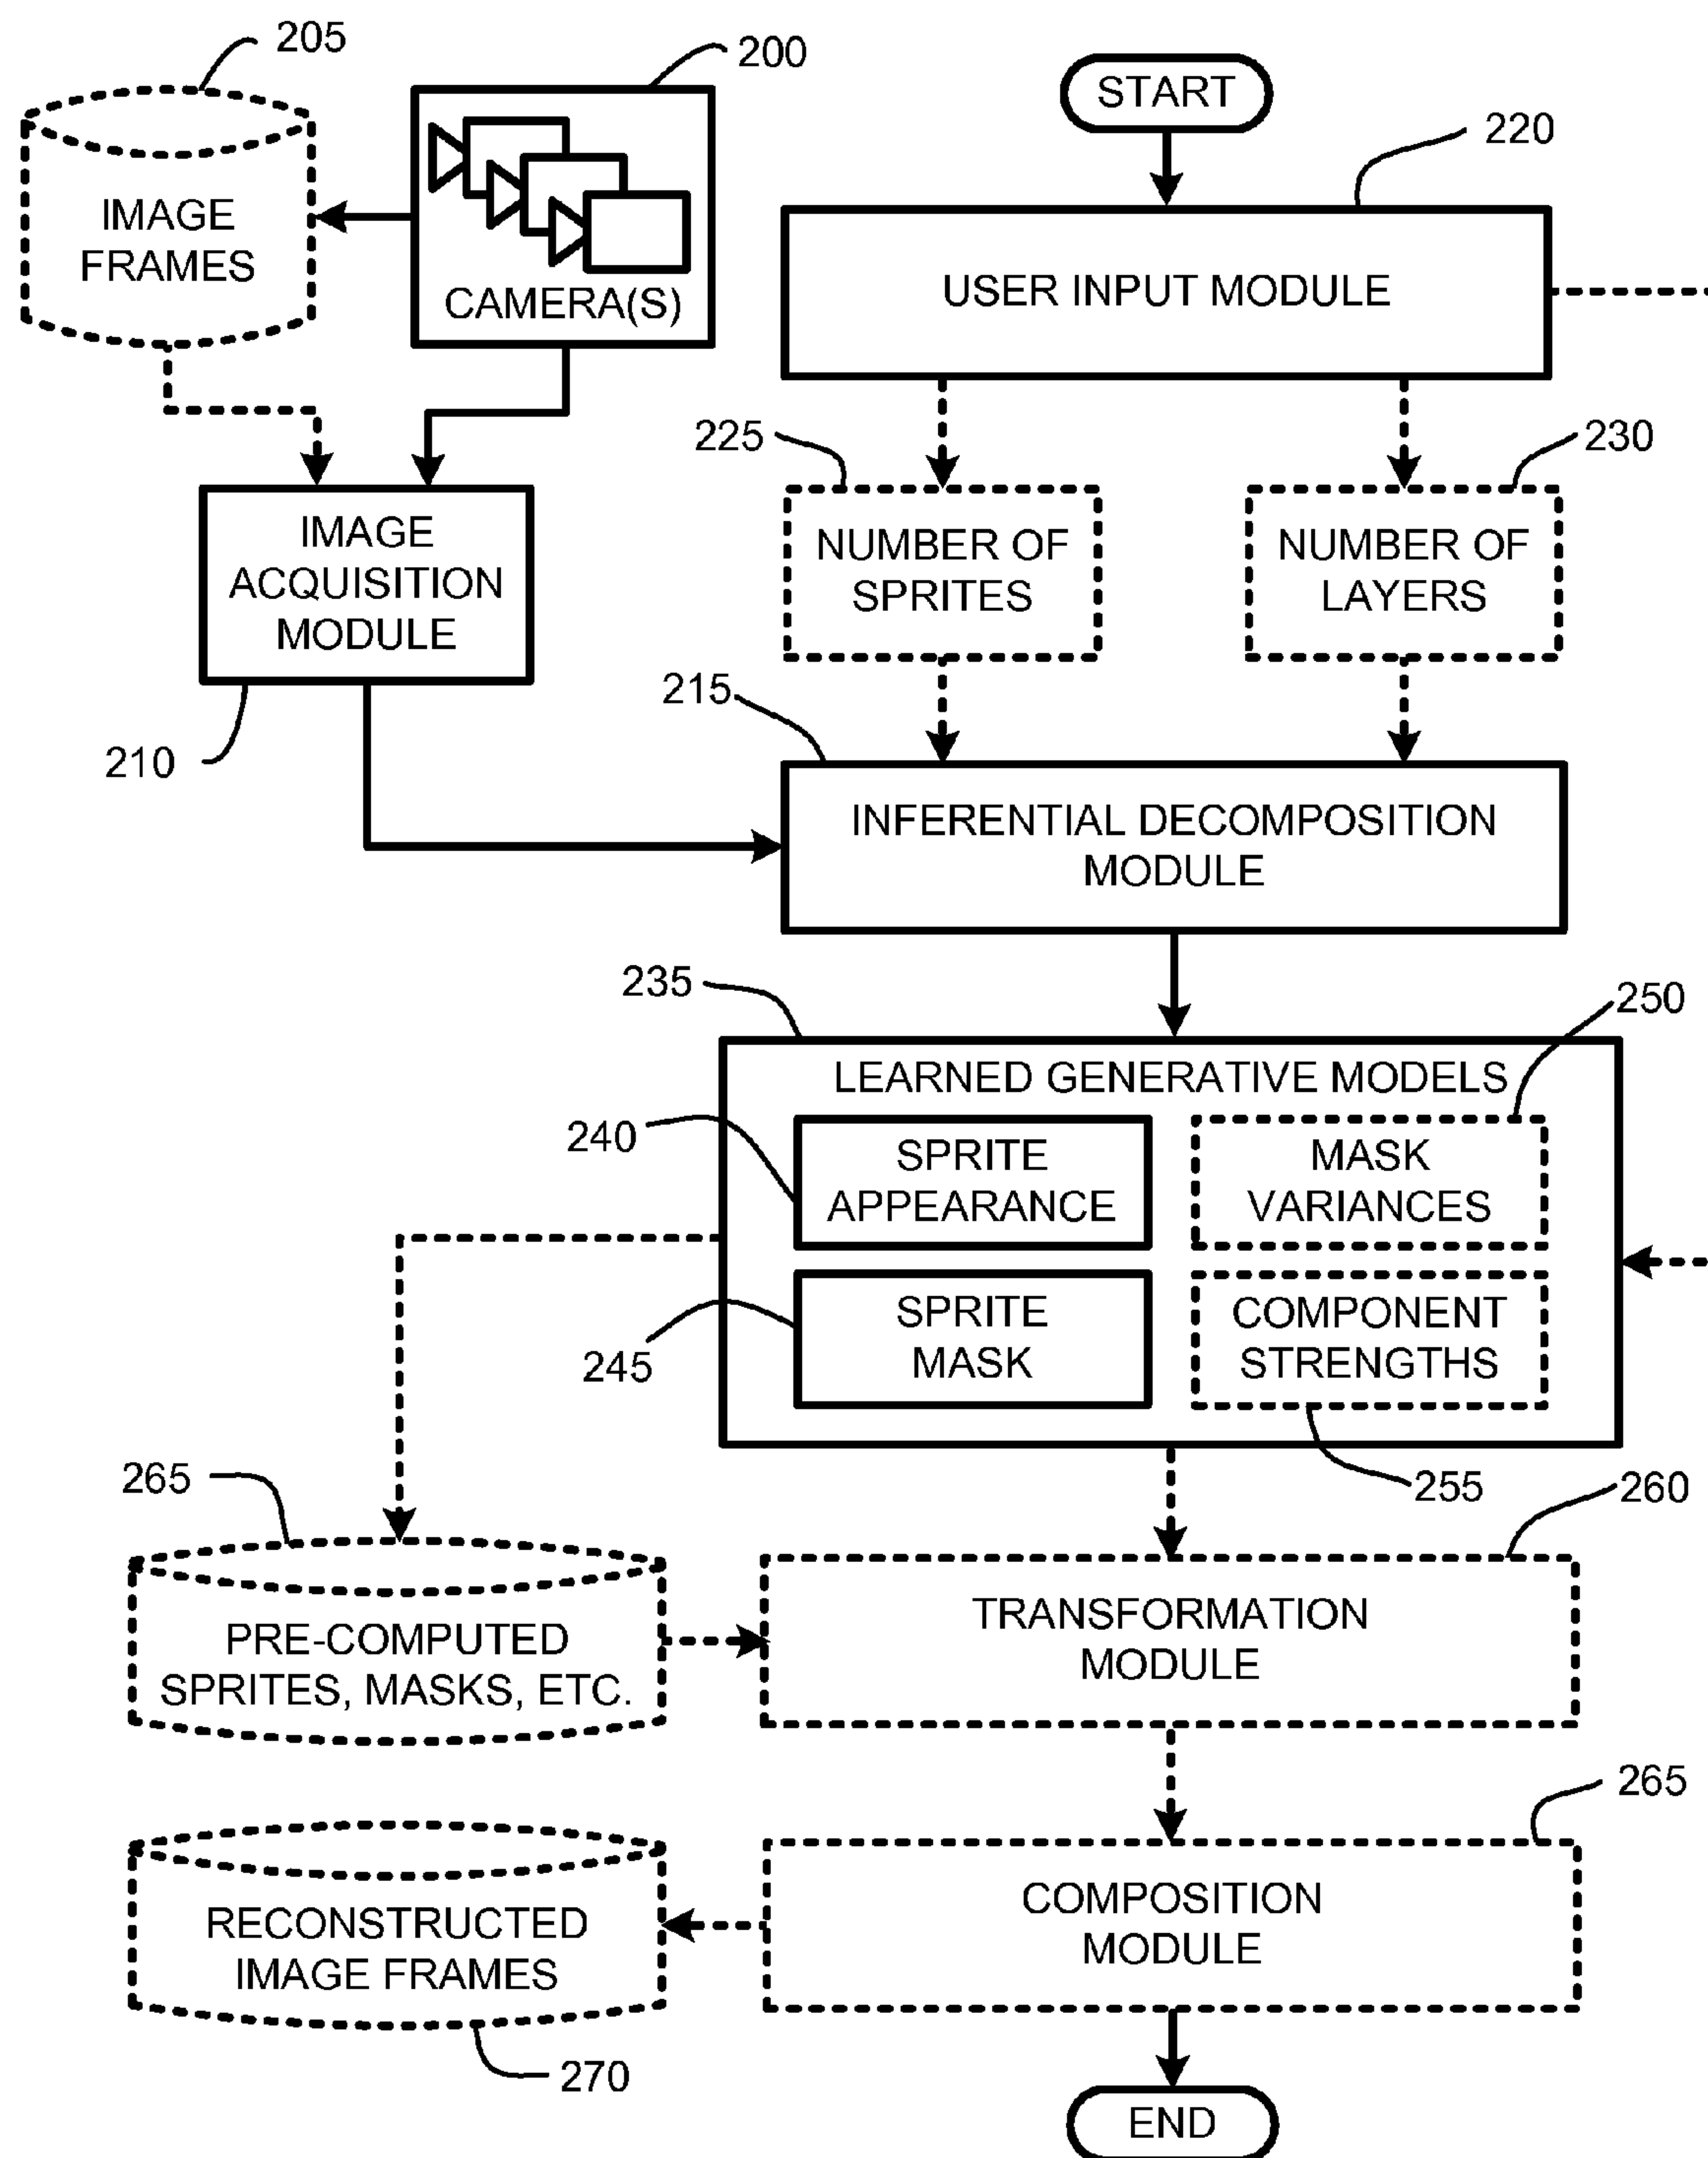 205
200
START
220
IMAGE
FRAMES
CAMERA(S)
USER INPUT MODULE
225
230
IMAGE
ACQUISITION
MODULE
NUMBER OF
SPRITES
NUMBER OF
LAYERS
210
215
INFERENTIAL DECOMPOSITION
MODULE
235
250
LEARNED GENERATIVE MODELS
240
SPRITE
APPEARANCE
MASK
VARIANCES
245
SPRITE
MASK
COMPONENT
STRENGTHS
265
255
260
PRE-COMPUTED
SPRITES, MASKS, ETC.
TRANSFORMATION
MODULE
265
RECONSTRUCTED
IMAGE FRAMES
COMPOSITION
MODULE
270
END